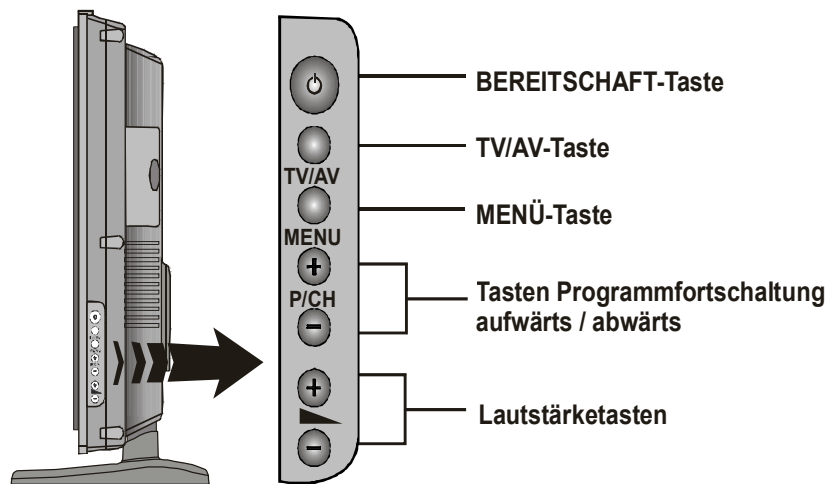 BEREITSCHAFT-Taste
TV/AV-Taste
TV/AV
MENÜ-Taste
MENU
+
P/CH
Tasten Programmfortschaltung
aufwärts / abwärts
−
+
Lautstärketasten
−